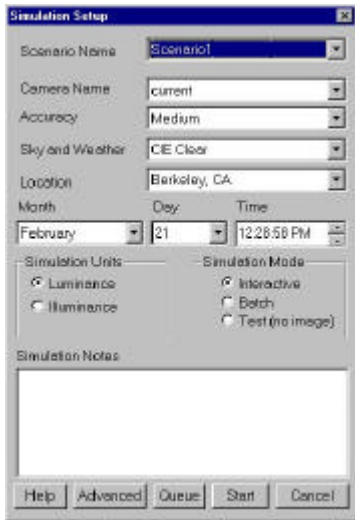 Simulation Setup
Scenario Name Scenario1
Camera Name current
Accuracy Medium
Sky and Weather CIE Clear
Location Berkeley, CA
Month Day Time
February 21 12:28:58 PM
Simulation Units Simulation Mode
Luminance Interactive
Illuminance Batch
Test (no image)
Simulation Notes
Help Advanced Queue Start Cancel